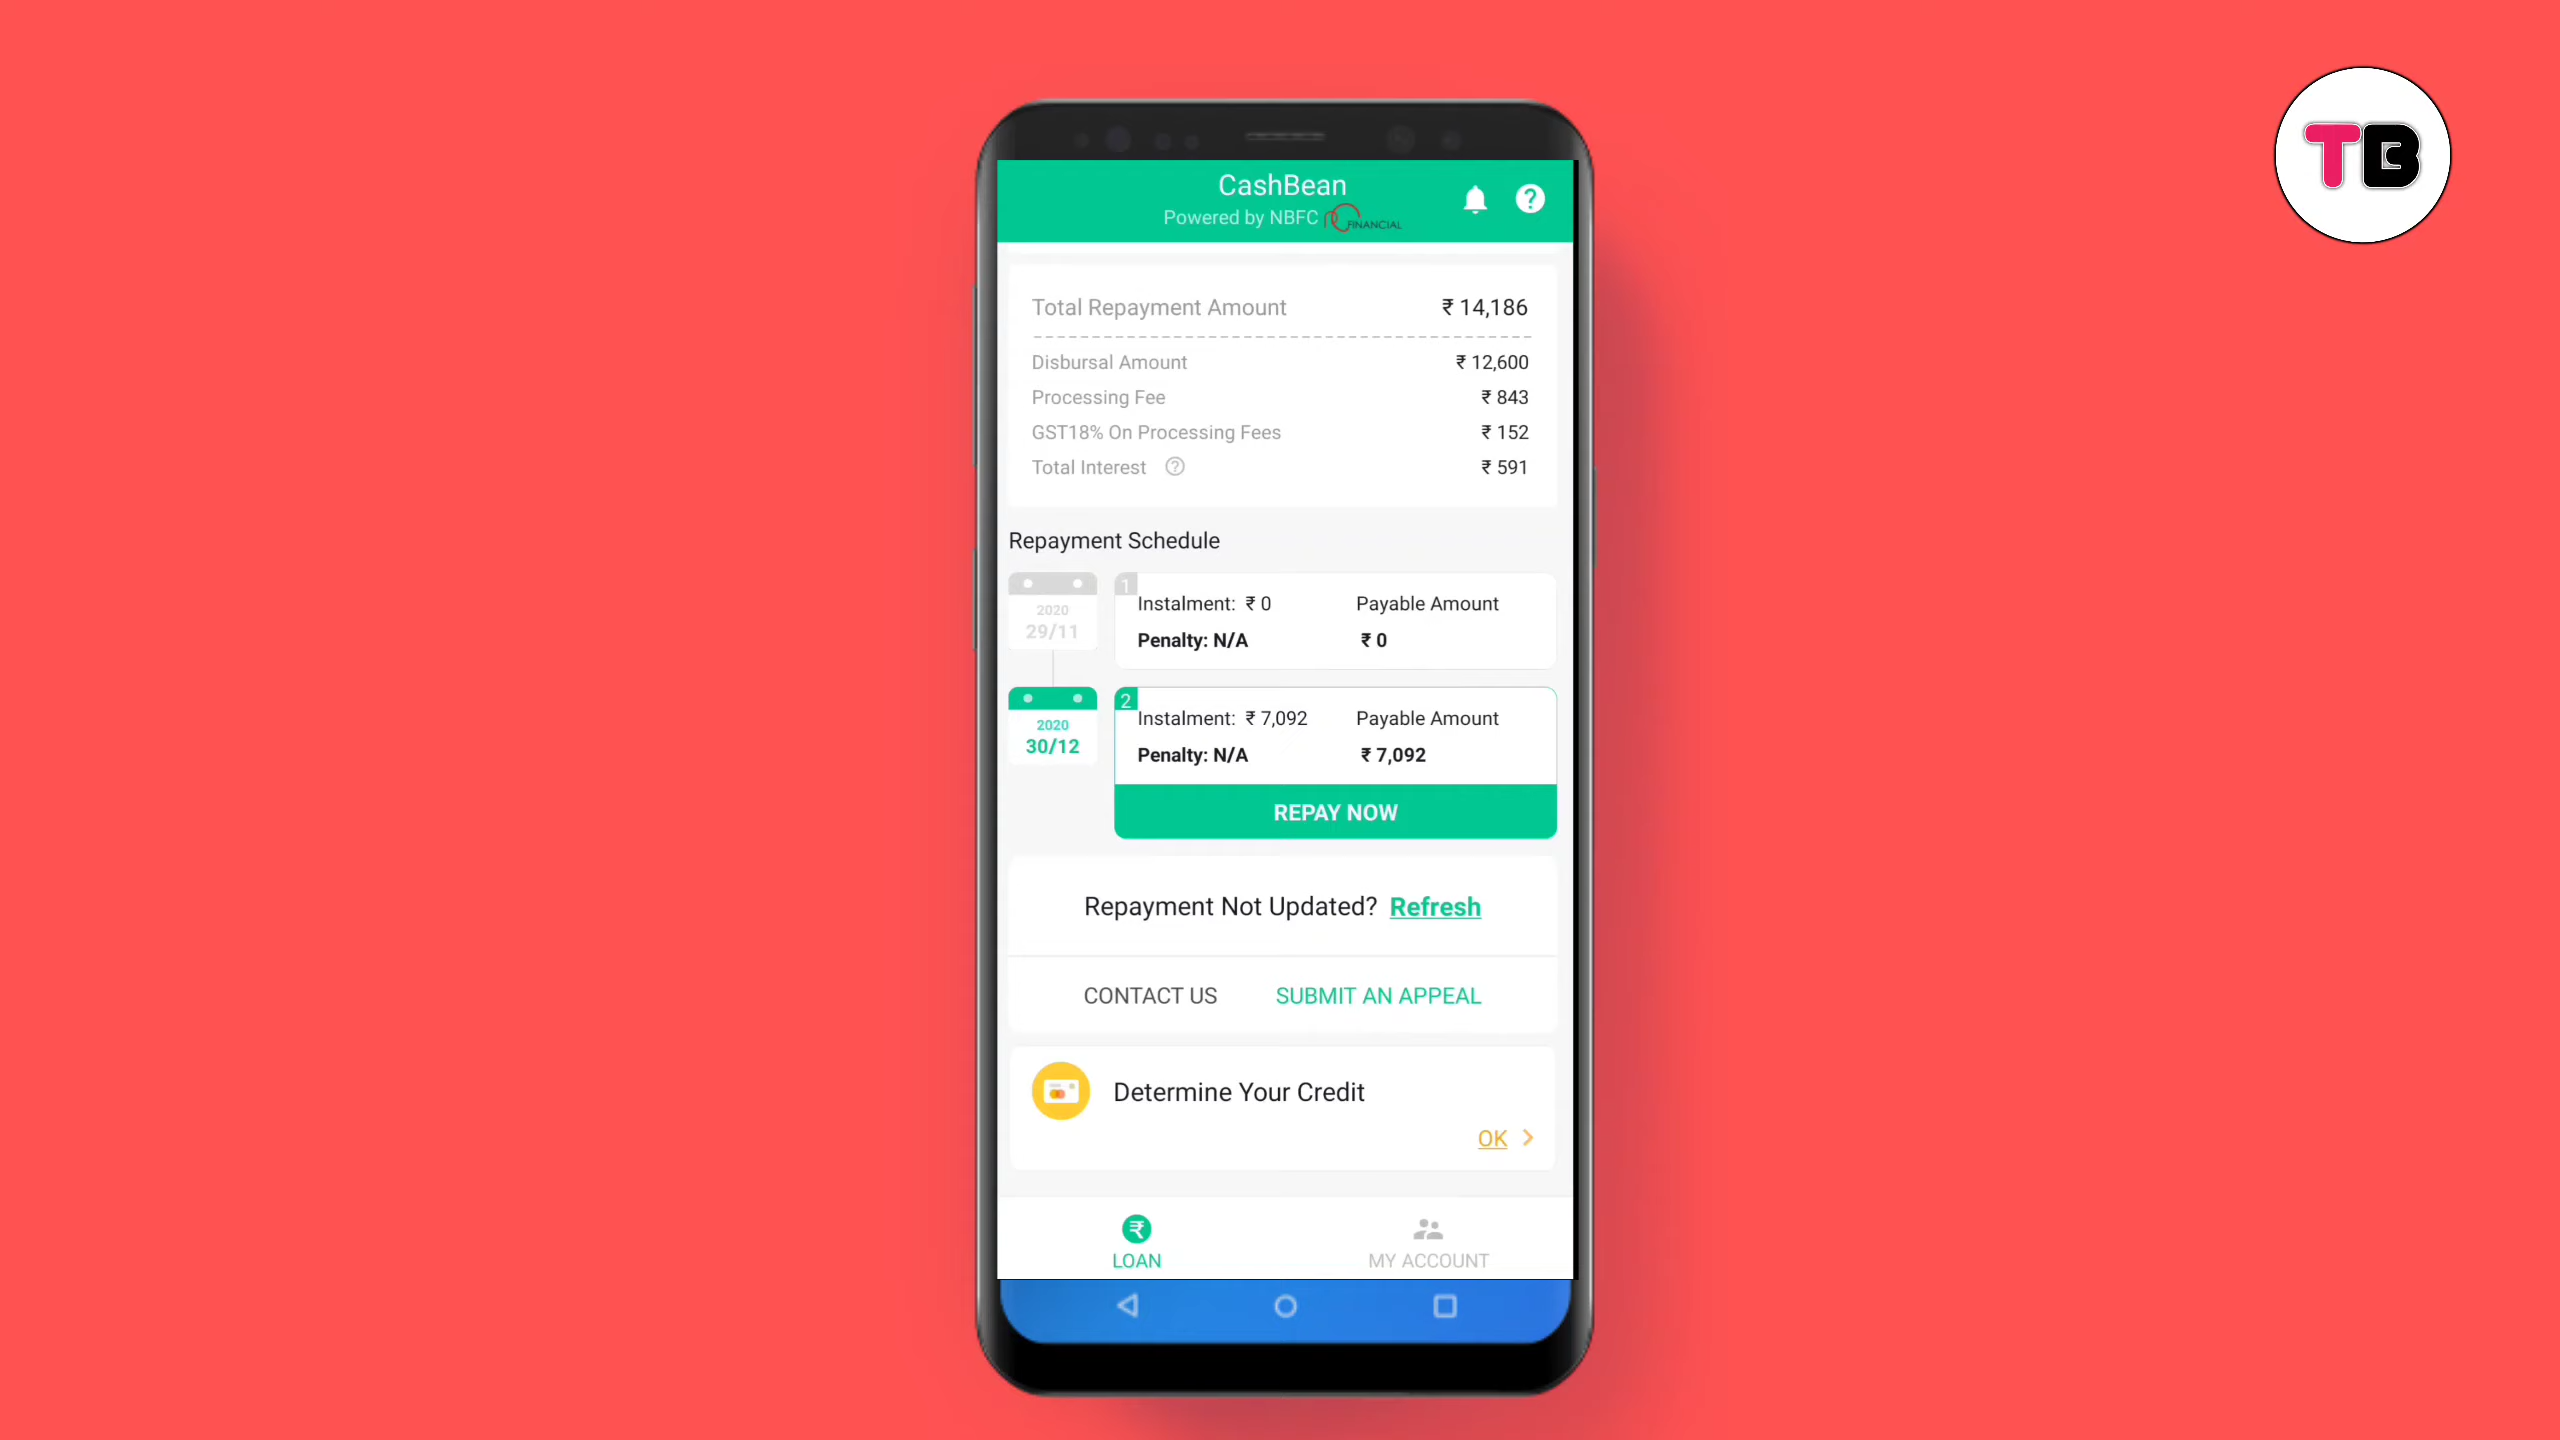 CashBean
Powered by NBFC PC FINANCIAL
TB
Total Repayment Amount ₹ 14,186
Disbursal Amount ₹ 12,600
Processing Fee ₹ 843
GST18% On Processing Fees ₹ 152
Total Interest ? ₹ 591
Repayment Schedule
2020
29/11
1
Instalment: ₹ 0 Payable Amount
Penalty: N/A ₹ 0
2020
30/12
2
Instalment: ₹ 7,092 Payable Amount
Penalty: N/A ₹ 7,092
REPAY NOW
Repayment Not Updated? Refresh
CONTACT US SUBMIT AN APPEAL
Determine Your Credit
OK >
LOAN MY ACCOUNT